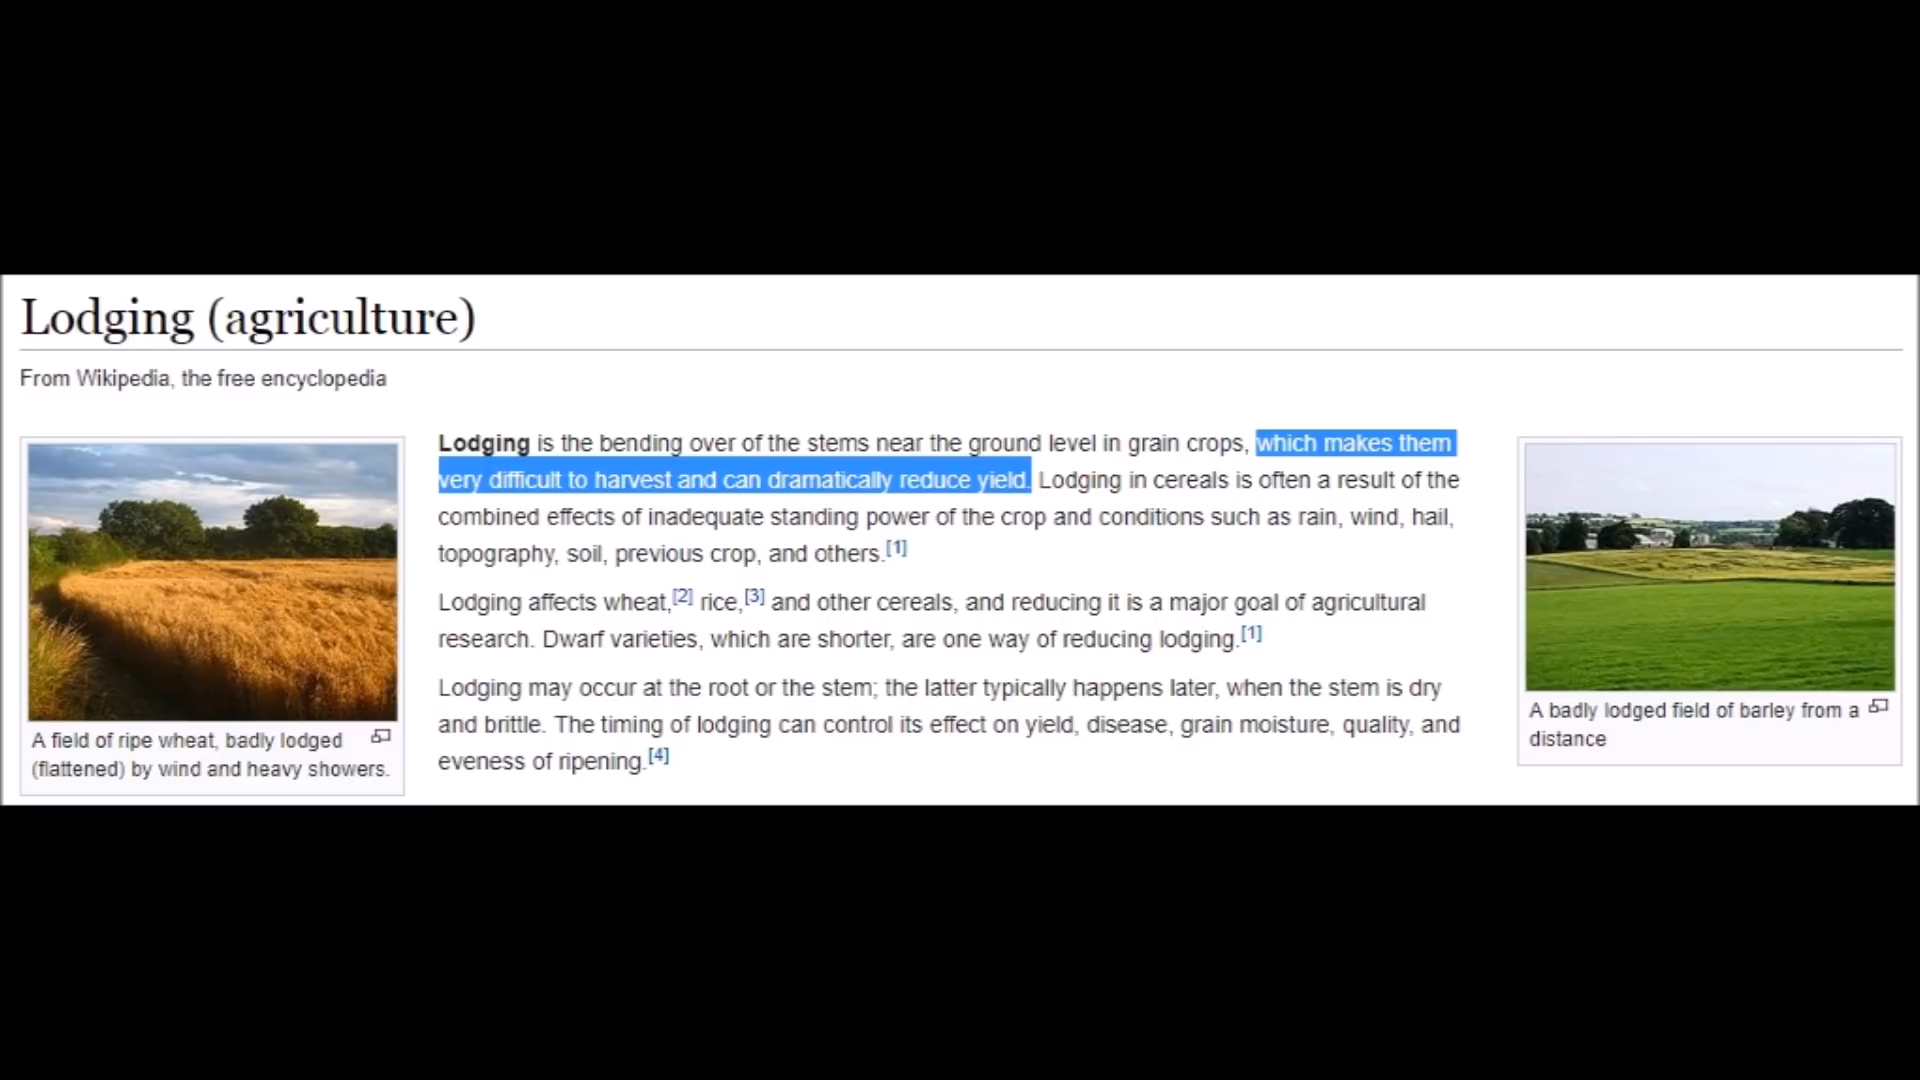 Lodging (agriculture)
From Wikipedia, the free encyclopedia
A field of ripe wheat, badly lodged
(flattened) by wind and heavy showers.
Lodging is the bending over of the stems near the ground level in grain crops, which makes them
very difficult to harvest and can dramatically reduce yield. Lodging in cereals is often a result of the
combined effects of inadequate standing power of the crop and conditions such as rain, wind, hail,
topography, soil, previous crop, and others.[1]
Lodging affects wheat,[2] rice,[3] and other cereals, and reducing it is a major goal of agricultural
research. Dwarf varieties, which are shorter, are one way of reducing lodging.[1]
Lodging may occur at the root or the stem; the latter typically happens later, when the stem is dry
and brittle. The timing of lodging can control its effect on yield, disease, grain moisture, quality, and
eveness of ripening.[4]
A badly lodged field of barley from a
distance